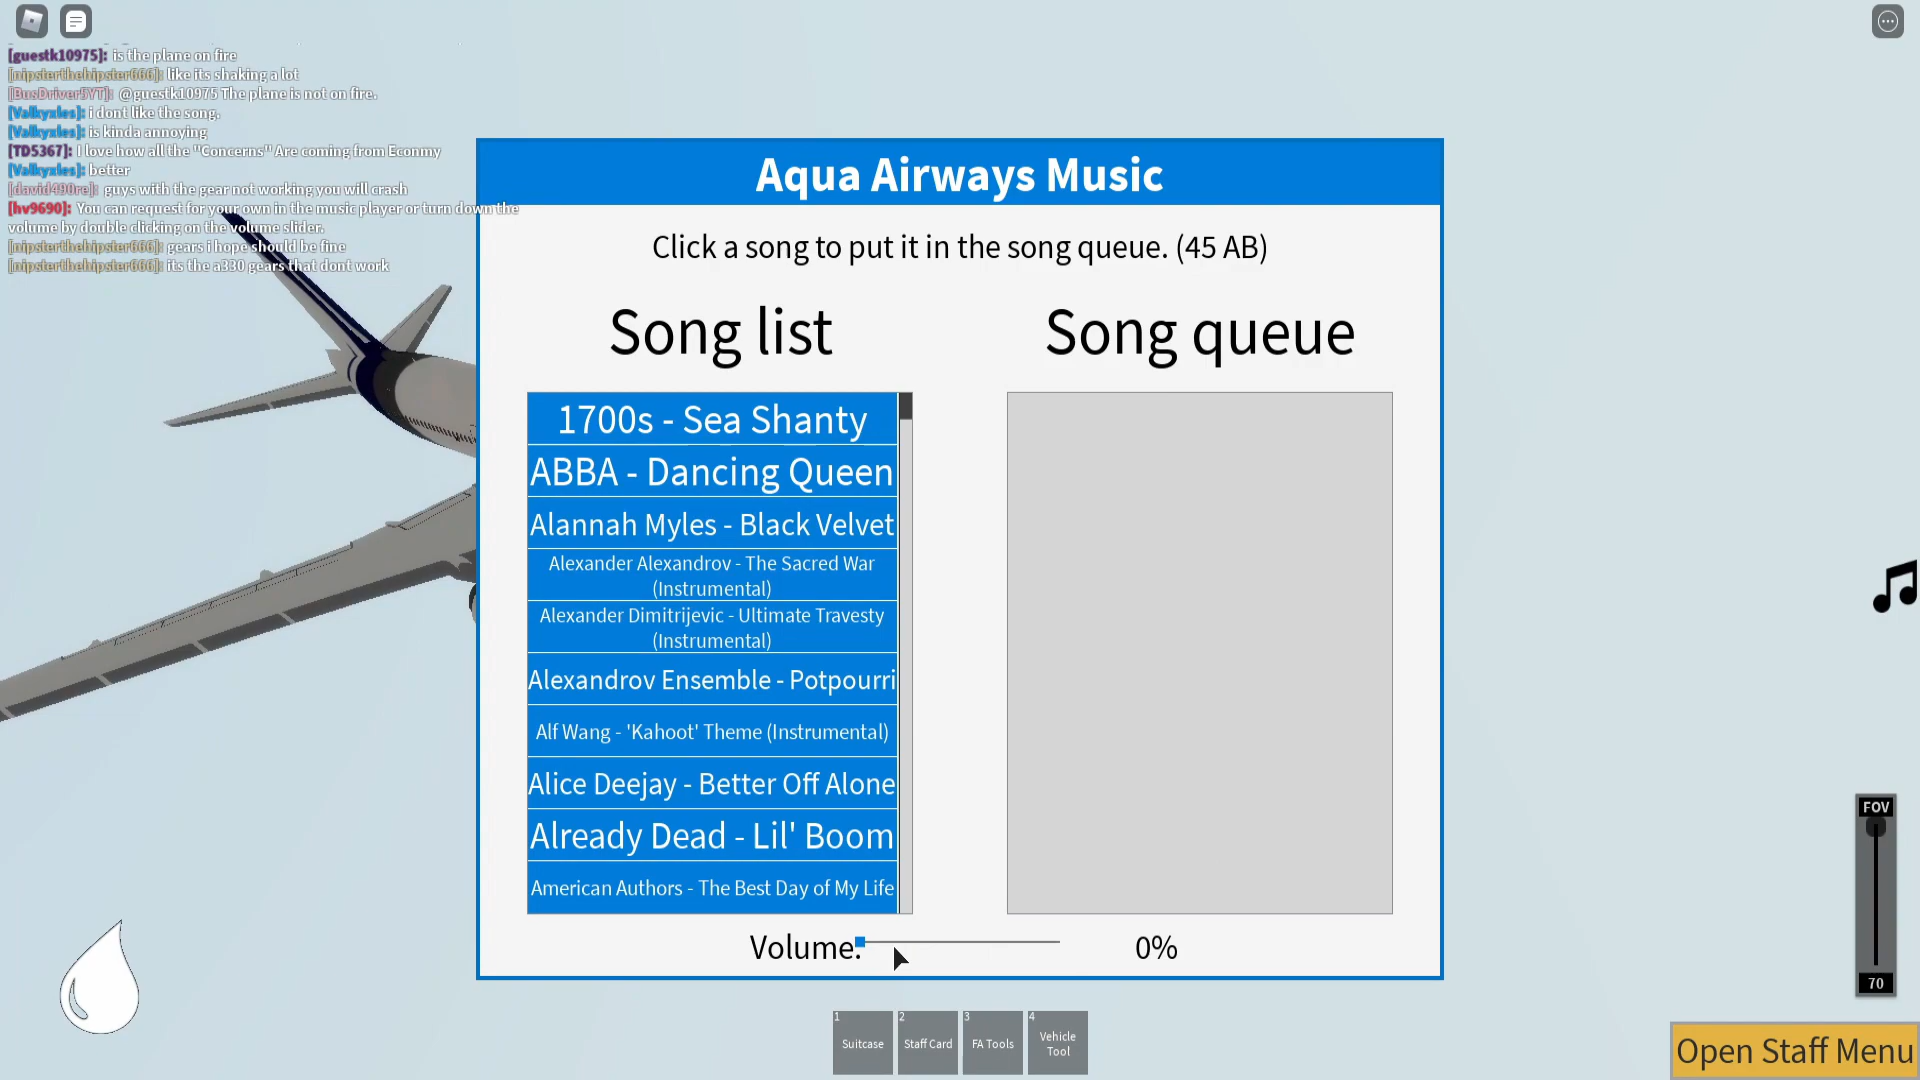 [guestk10975]: is the plane on fire
[nipsterthehipster666]: like its shaking a lot
[BusDriver5YT]: @guestk10975 The plane is not on fire.
[Valkyxles]: i dont like the song.
[Valkyxles]: is kinda annoying
[TD5367]: I love how all the "Concerns" Are coming from Econmy
[Valkyxles]: better
[david490re]: guys with the gear not working you will crash
[hv9690]: You can request for your own in the music player or turn down the
volume by double clicking on the volume slider.
[nipsterthehipster666]: gears i hope should be fine
[nipsterthehipster666]: its the a330 gears that dont work
Aqua Airways Music
Click a song to put it in the song queue. (45 AB)
Song list
Song queue
1700s - Sea Shanty
ABBA - Dancing Queen
Alannah Myles - Black Velvet
Alexander Alexandrov - The Sacred War
(Instrumental)
Alexander Dimitrijevic - Ultimate Travesty
(Instrumental)
Alexandrov Ensemble - Potpourri
Alf Wang - 'Kahoot' Theme (Instrumental)
Alice Deejay - Better Off Alone
Already Dead - Lil' Boom
American Authors - The Best Day of My Life
Volume:
0%
FOV
70
1
Suitcase
2
Staff Card
3
FA Tools
4
Vehicle
Tool
Open Staff Menu